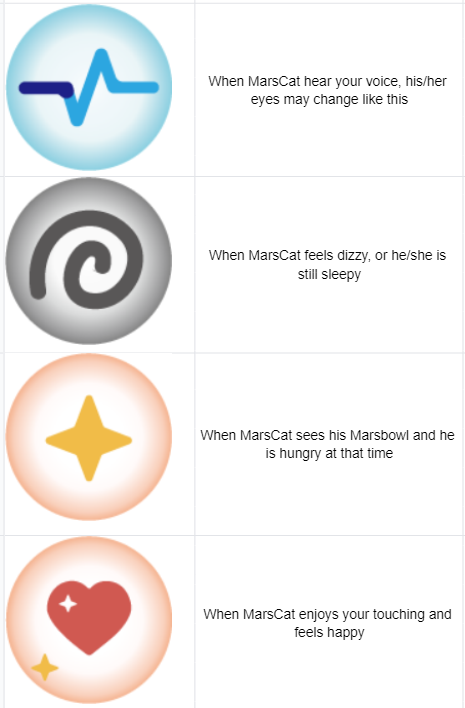 When MarsCat hear your voice, his/her
eyes may change like this
When MarsCat feels dizzy, or he/she is
still sleepy
When MarsCat sees his Marsbowl and he
is hungry at that time
When MarsCat enjoys your touching and
feels happy